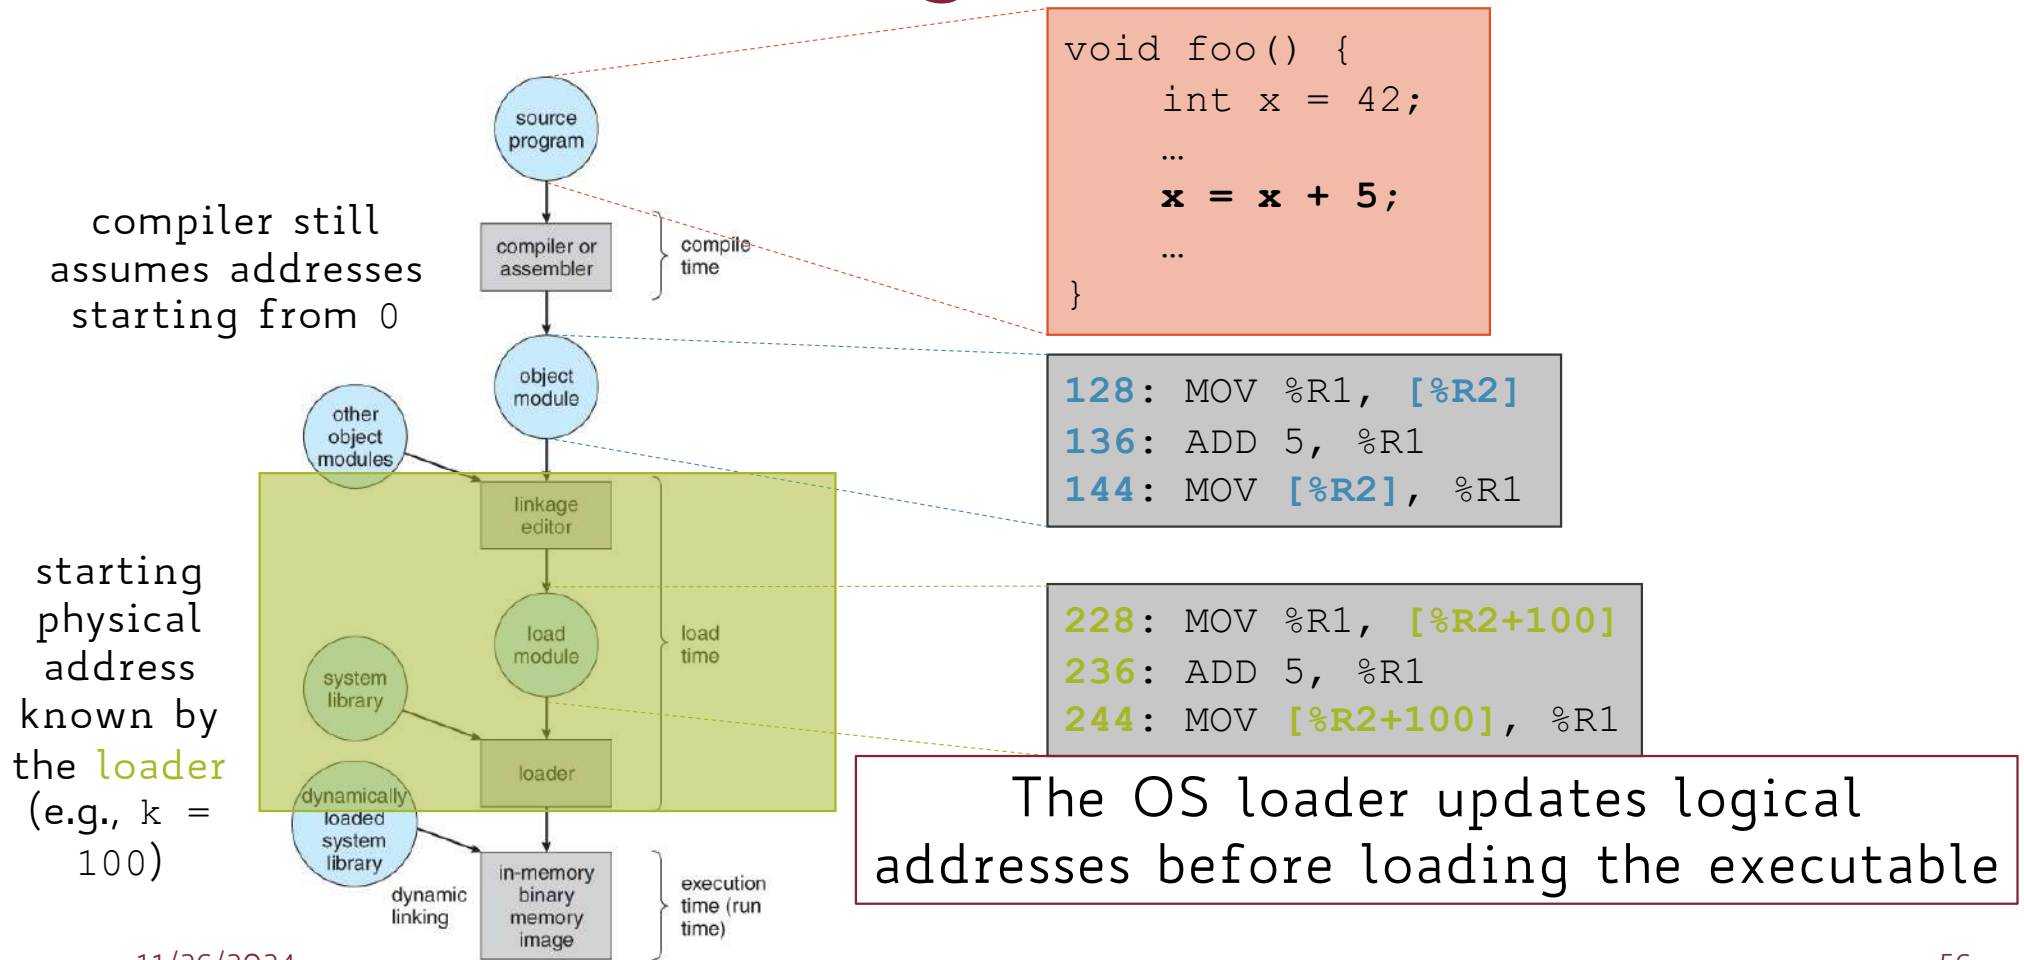 void foo() {
int x = 42;
…
x = x + 5;
…
}
source
program
compiler still
assumes addresses
starting from 0
compiler or
assembler
compile
time
object
module
128: MOV %R1, [%R2]
136: ADD 5, %R1
144: MOV [%R2], %R1
other
object
modules
linkage
editor
starting
physical
address
known by
the loader
(e.g., k =
100)
load
module
load
time
228: MOV %R1, [%R2+100]
236: ADD 5, %R1
244: MOV [%R2+100], %R1
system
library
loader
The OS loader updates logical
addresses before loading the executable
dynamically
loaded
system
library
dynamic
linking
in-memory
binary
memory
image
execution
time (run
time)